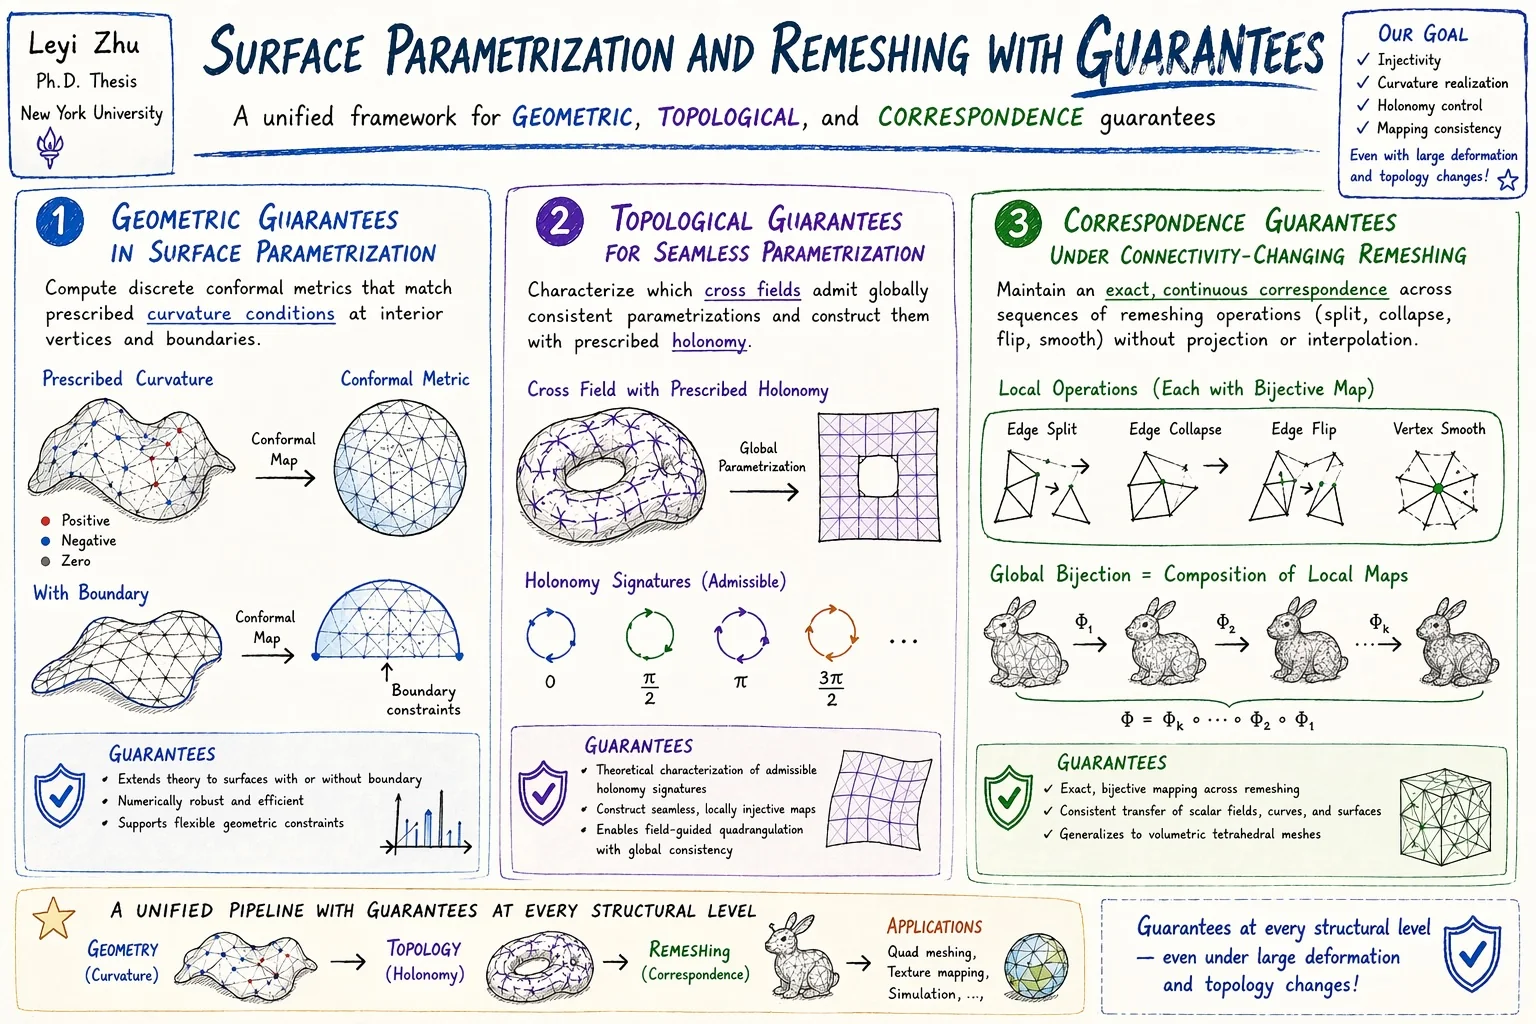 Leyi Zhu
Ph.D. Thesis
New York University
SURFACE PARAMETRIZATION AND REMESHING WITH GUARANTEES
A unified framework for GEOMETRIC, TOPOLOGICAL, and CORRESPONDENCE guarantees
OUR GOAL
✓ Injectivity
✓ Curvature realization
✓ Holonomy control
✓ Mapping consistency
Even with large deformation
and topology changes!
1
GEOMETRIC GUARANTEES
IN SURFACE PARAMETRIZATION
Compute discrete conformal metrics that match
prescribed curvature conditions at interior
vertices and boundaries.
Prescribed Curvature
Conformal Metric
Conformal
Map
Positive
Negative
Zero
With Boundary
Conformal
Map
Boundary
constraints
GUARANTEES
• Extends theory to surfaces with or without boundary
• Numerically robust and efficient
• Supports flexible geometric constraints
2
TOPOLOGICAL GUARANTEES
FOR SEAMLESS PARAMETRIZATION
Characterize which cross fields admit globally
consistent parametrizations and construct them
with prescribed holonomy.
Cross Field with Prescribed Holonomy
Global
Parametrization
Holonomy Signatures (Admissible)
...
0
π/2
π
3π/2
GUARANTEES
• Theoretical characterization of admissible
holonomy signatures
• Construct seamless, locally injective maps
• Enables field-guided quadrangulation
with global consistency
3
CORRESPONDENCE GUARANTEES
UNDER CONNECTIVITY-CHANGING REMESHING
Maintain an exact, continuous correspondence across
sequences of remeshing operations (split, collapse,
flip, smooth) without projection or interpolation.
Local Operations (Each with Bijective Map)
Edge Split
Edge Collapse
Edge Flip
Vertex Smooth
Global Bijection = Composition of Local Maps
Φ₁
Φ₂
Φₖ
...
Φ = Φₖ ∘ ··· ∘ Φ₂ ∘ Φ₁
GUARANTEES
✓ Exact, bijective mapping across remeshing
✓ Consistent transfer of scalar fields, curves, and surfaces
✓ Generalizes to volumetric tetrahedral meshes
A UNIFIED PIPELINE WITH GUARANTEES AT EVERY STRUCTURAL LEVEL
GEOMETRY
(Curvature)
TOPOLOGY
(Holonomy)
REMESHING
(Correspondence)
APPLICATIONS
Quad meshing,
Texture mapping,
Simulation, ...,
Guarantees at every structural level
— even under large deformation
and topology changes!